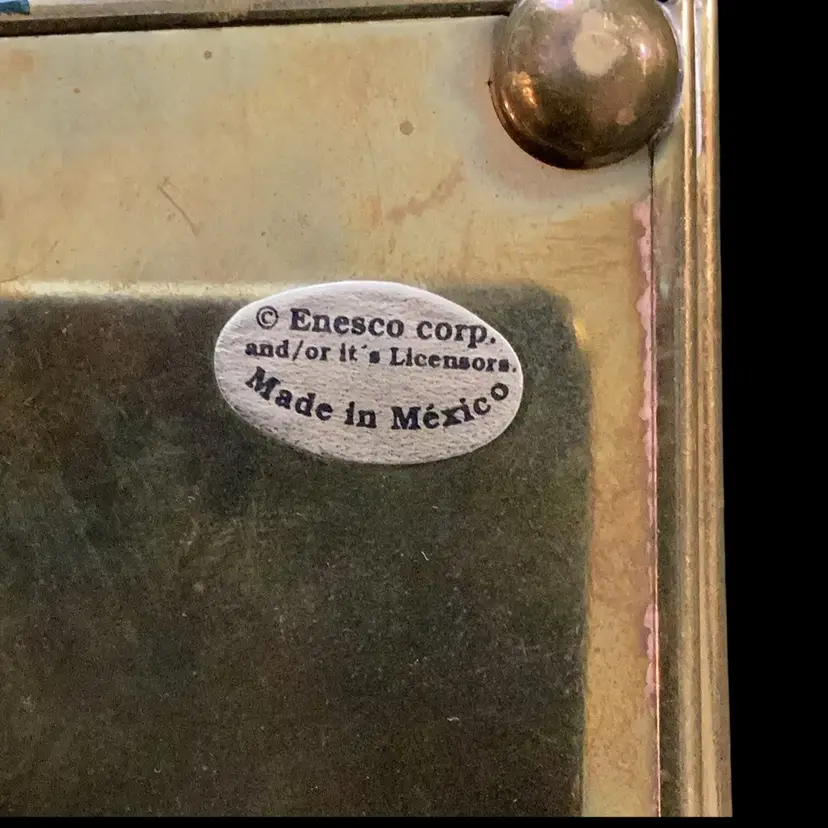 © Enesco corp.
and/or it´s Licensors.
Made in México